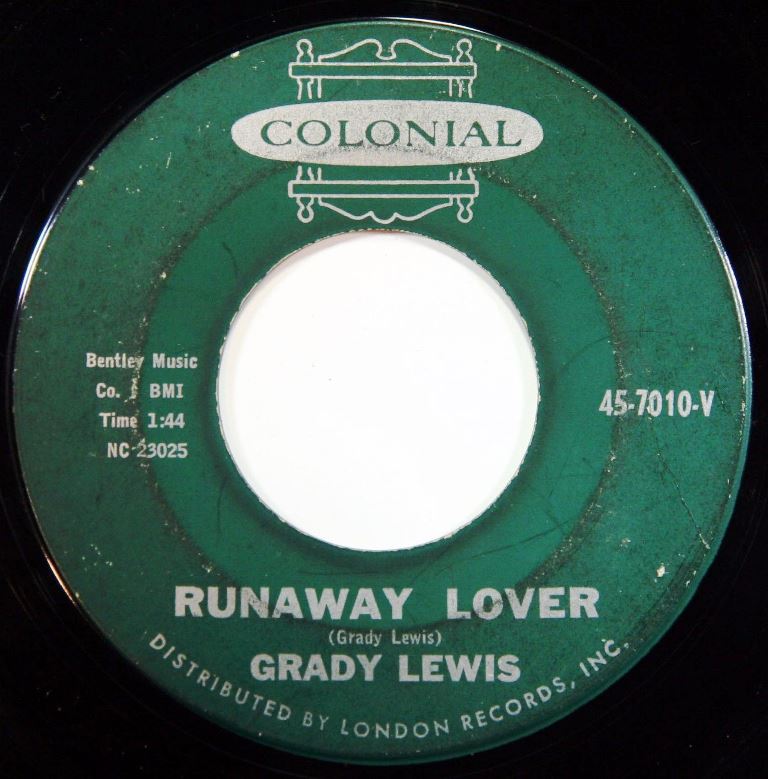 COLONIAL
Bentley Music
Co. BMI
Time 1:44
NC-23025
45-7010-V
RUNAWAY LOVER
(Grady Lewis)
GRADY LEWIS
DISTRIBUTED BY LONDON RECORDS, INC.